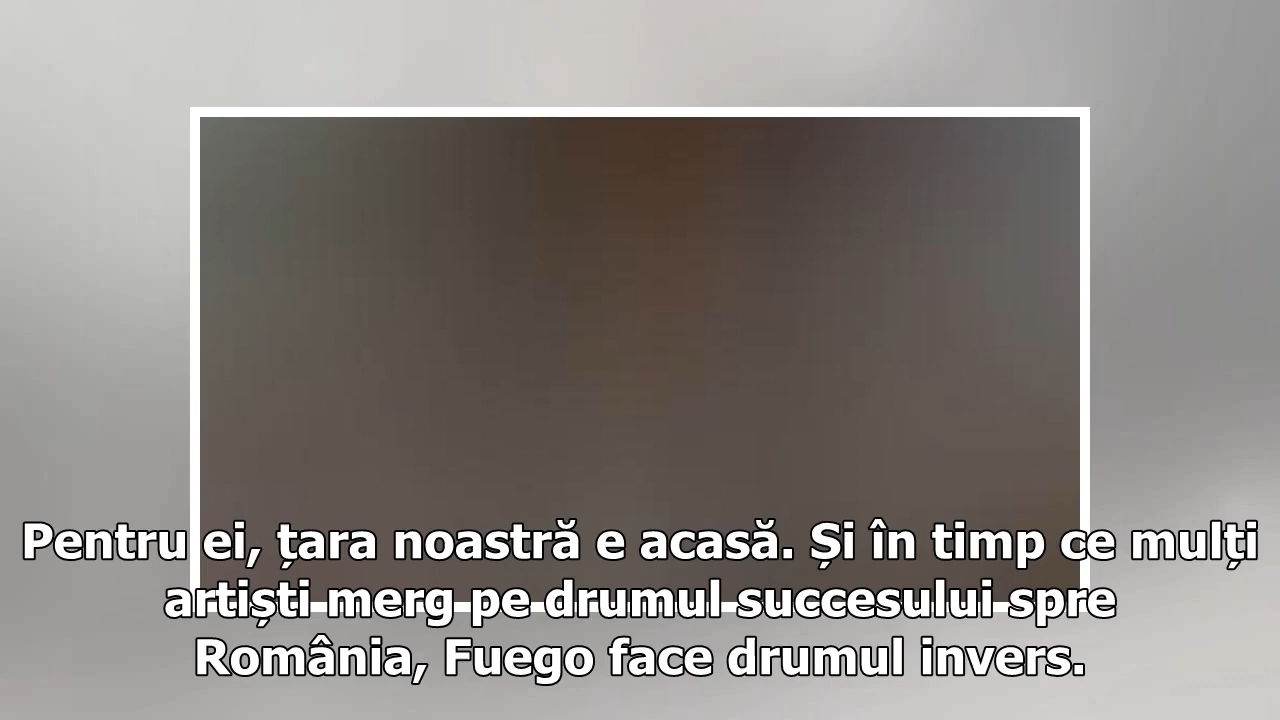 Pentru ei, țara noastră e acasă. Și în timp ce mulți
artiști merg pe drumul succesului spre
România, Fuego face drumul invers.